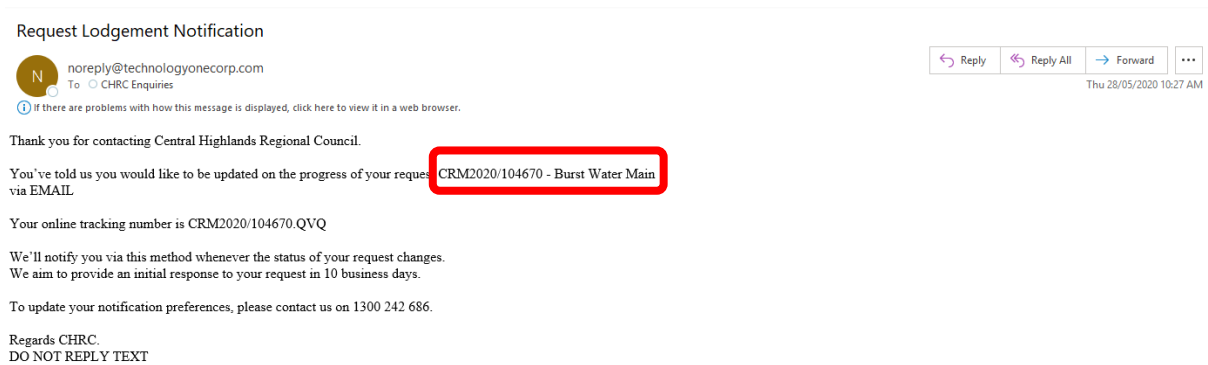 Request Lodgement Notification
N
noreply@technologyonecorp.com
To CHRC Enquiries
Reply
Reply All
Forward
Thu 28/05/2020 10:27 AM
If there are problems with how this message is displayed, click here to view it in a web browser.
Thank you for contacting Central Highlands Regional Council.
You've told us you would like to be updated on the progress of your reques CRM2020/104670 - Burst Water Main
via EMAIL
Your online tracking number is CRM2020/104670.QVQ
We'll notify you via this method whenever the status of your request changes.
We aim to provide an initial response to your request in 10 business days.
To update your notification preferences, please contact us on 1300 242 686.
Regards CHRC.
DO NOT REPLY TEXT